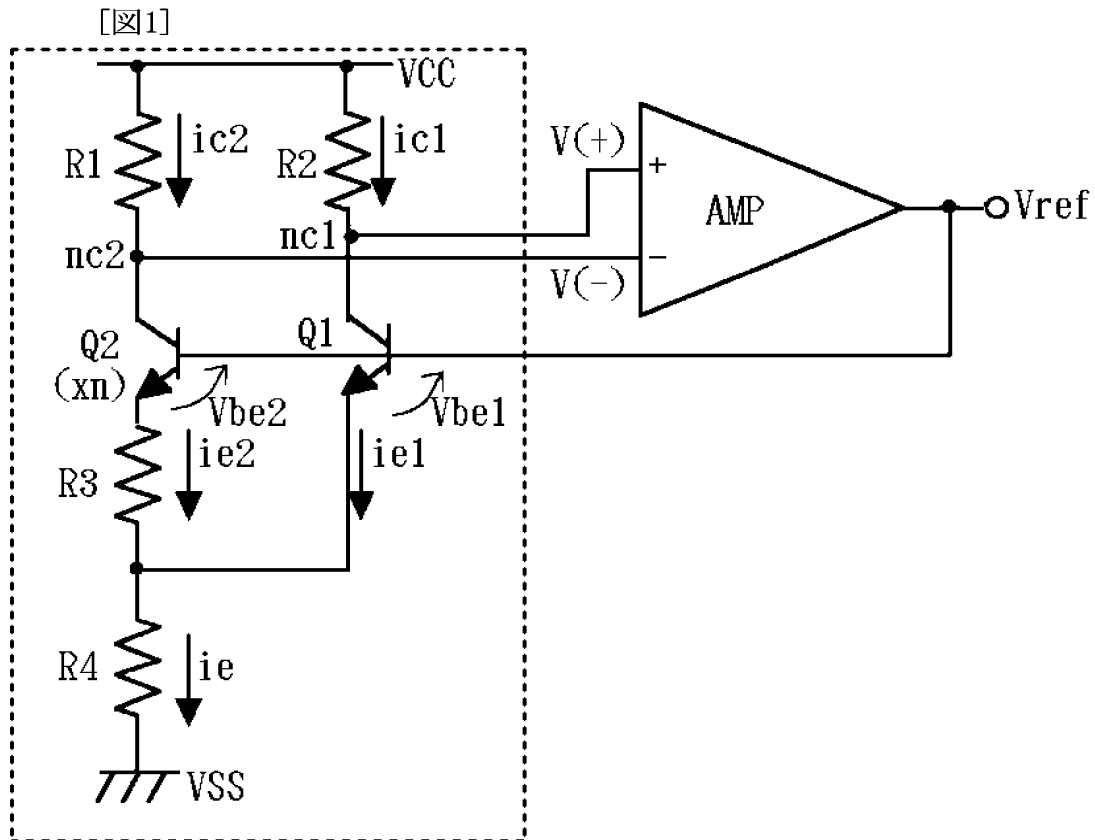 [図1]
VCC
R1
ic2
R2
ic1
V(+)
+
AMP
Vref
nc1
nc2
−
V(-)
Q2
(xn)
Q1
Vbe2
Vbe1
R3
ie2
ie1
R4
ie
VSS